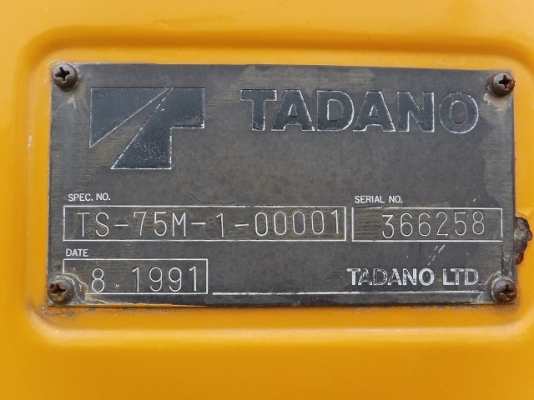 TADANO
SPEC. NO. SERIAL NO.
TS-75M-1-00001 366258
DATE
8.1991 TADANO LTD.